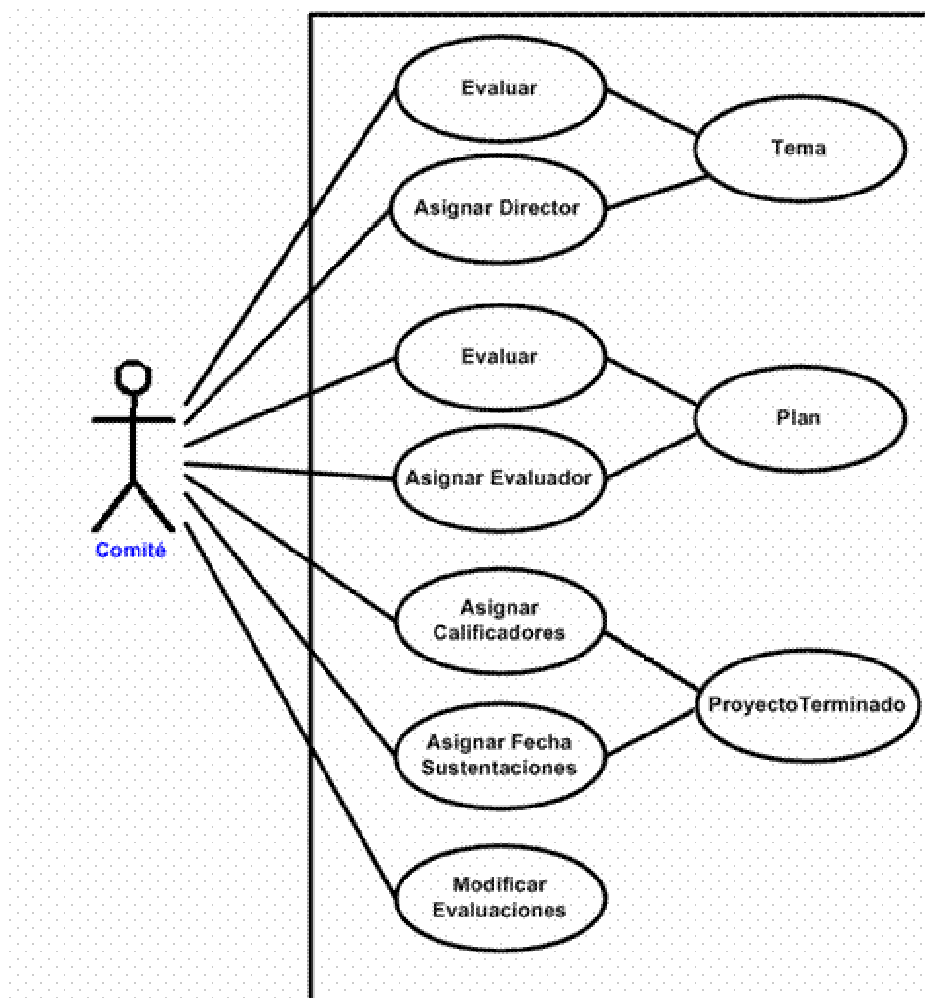 Evaluar
Tema
Asignar Director
Evaluar
Plan
Asignar Evaluador
Comité
Asignar
Calificadores
ProyectoTerminado
Asignar Fecha
Sustentaciones
Modificar
Evaluaciones